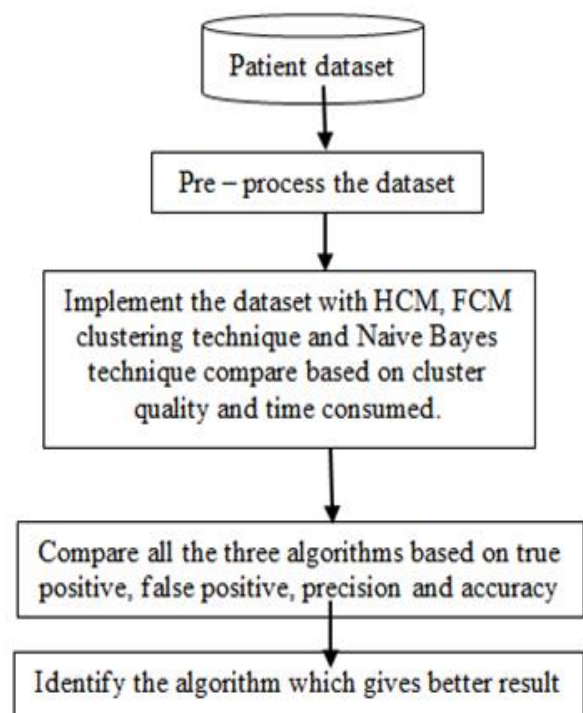 Patient dataset
Pre – process the dataset
Implement the dataset with HCM, FCM
clustering technique and Naive Bayes
technique compare based on cluster
quality and time consumed.
Compare all the three algorithms based on true
positive, false positive, precision and accuracy
Identify the algorithm which gives better result